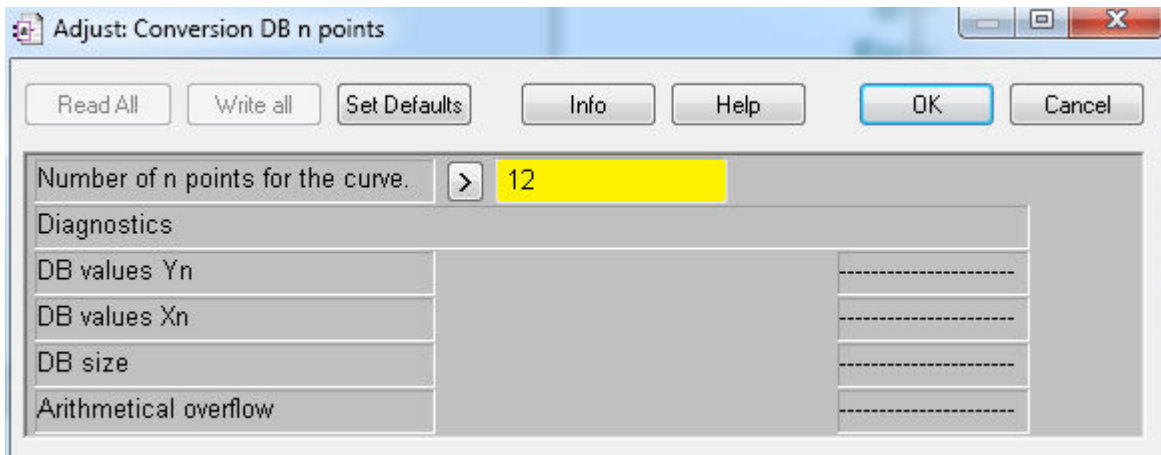 Adjust: Conversion DB n points
Read All Write all Set Defaults Info Help OK Cancel
Number of n points for the curve. > 12
Diagnostics
DB values Yn ----------------------
DB values Xn ----------------------
DB size ----------------------
Arithmetical overflow ----------------------